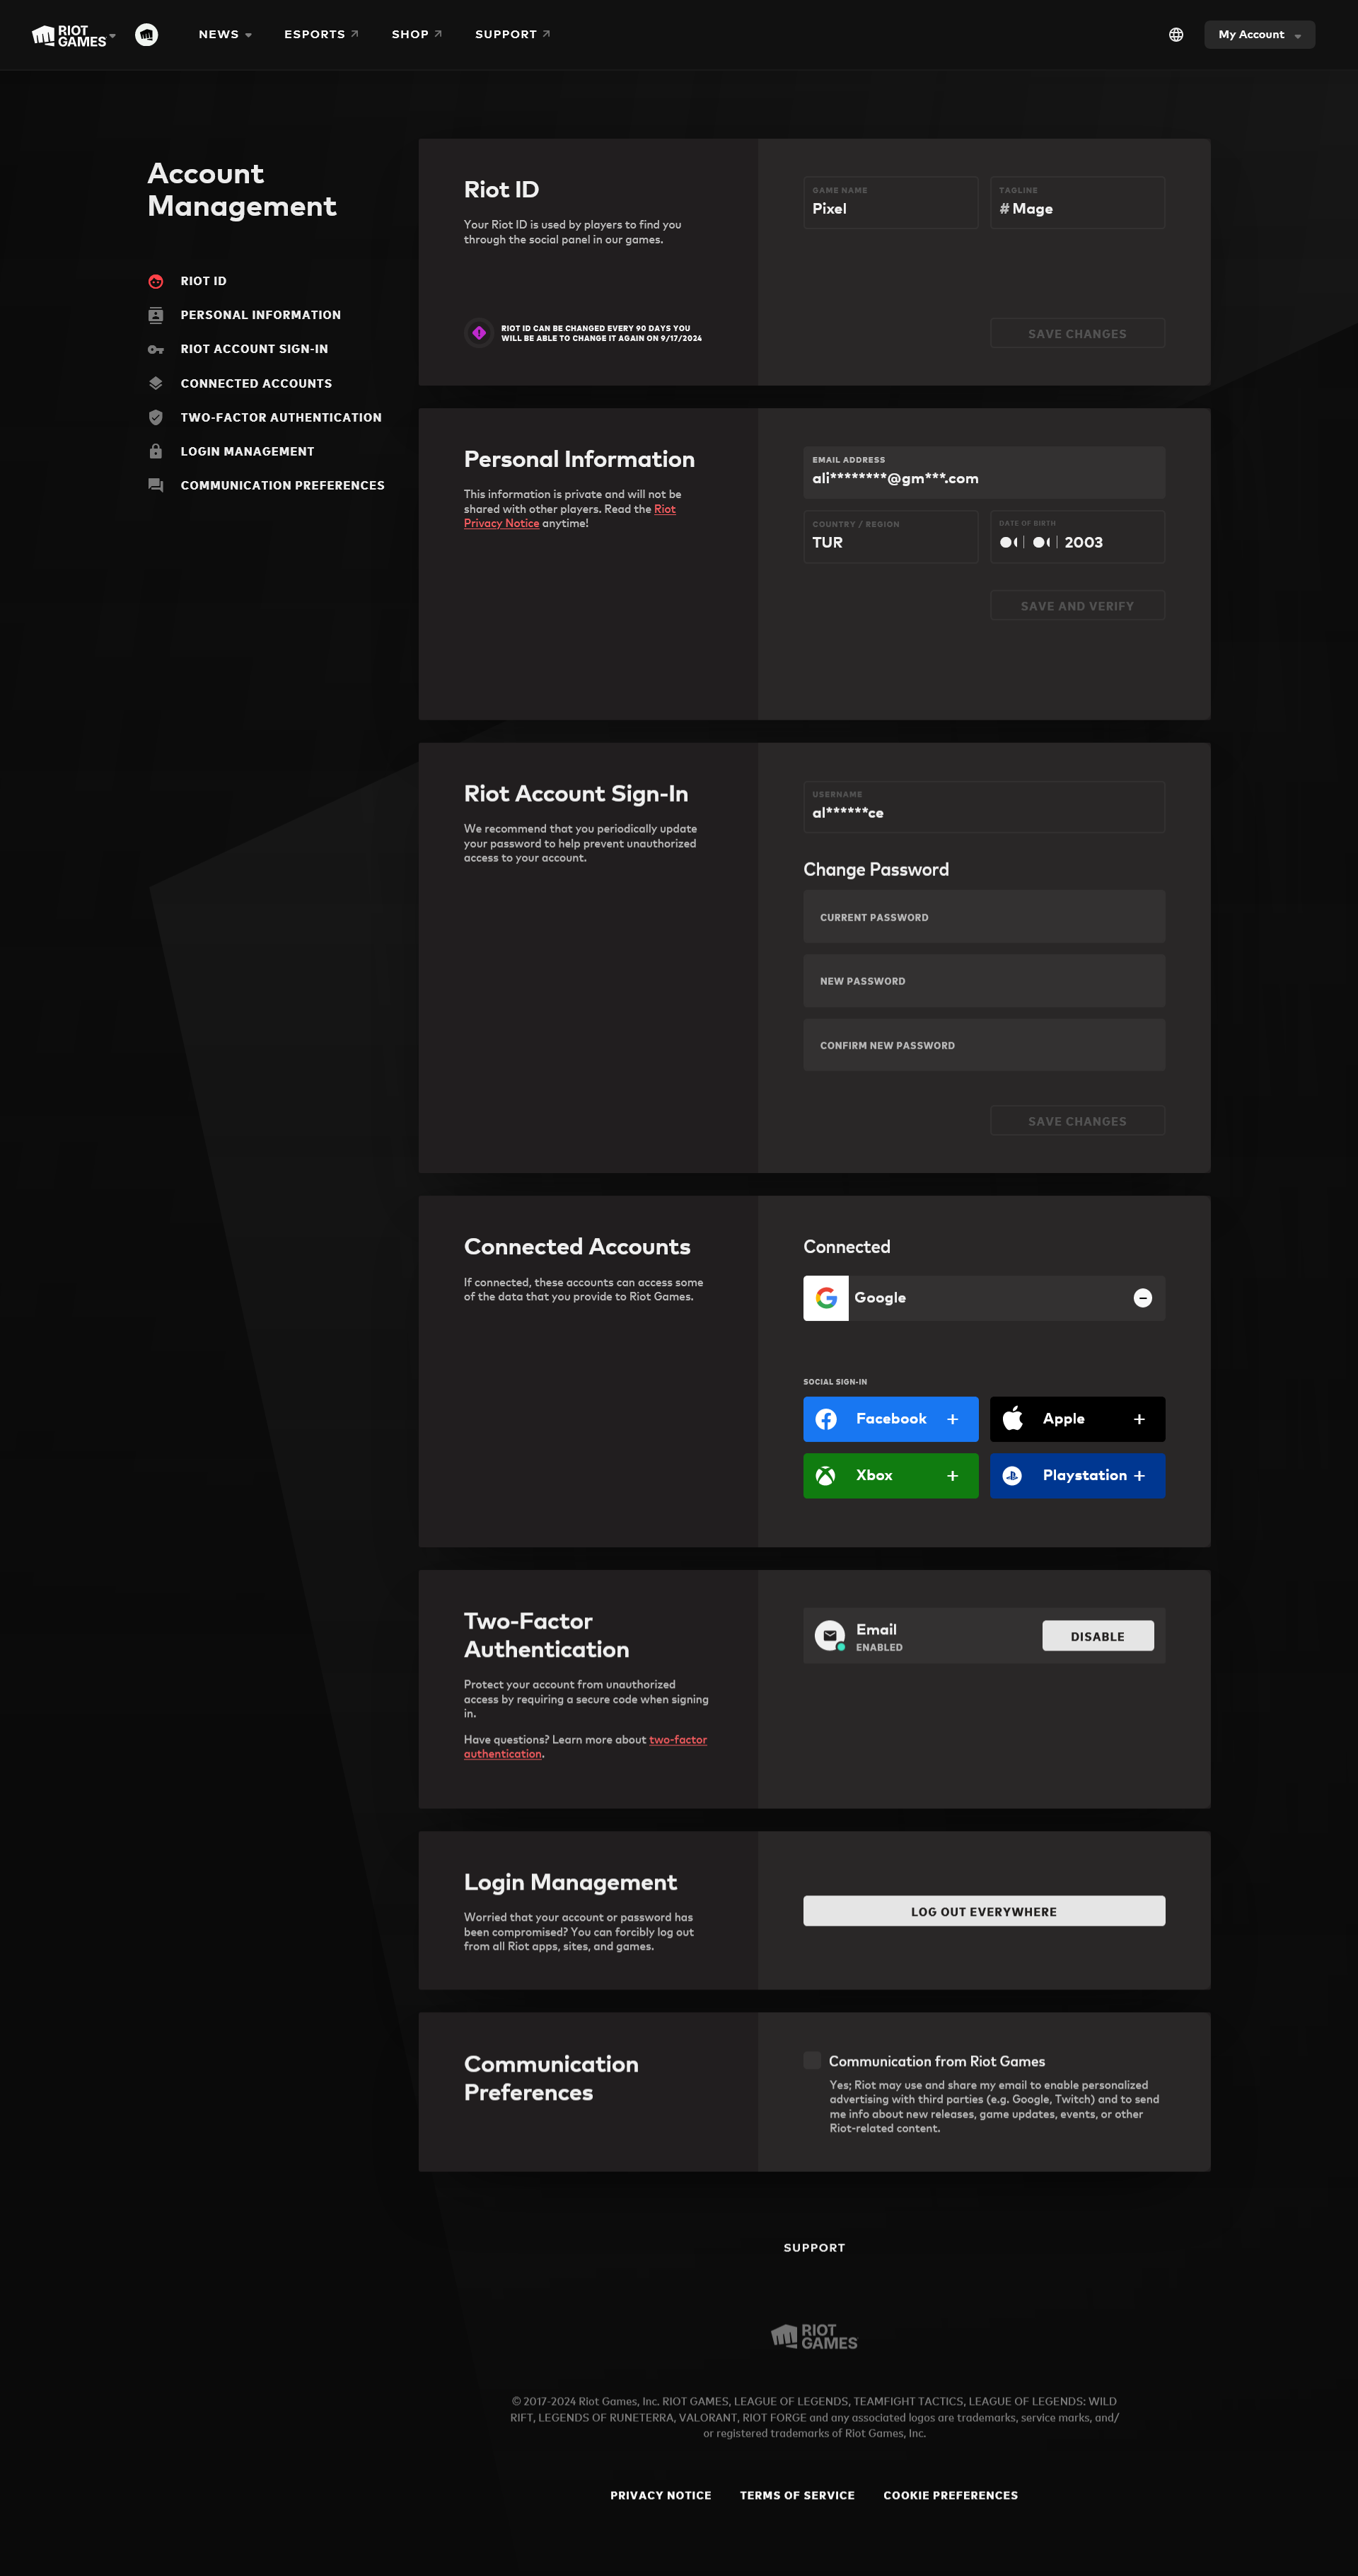 RIOT GAMES
NEWS
ESPORTS
SHOP
SUPPORT
My Account
Account
Management
RIOT ID
PERSONAL INFORMATION
RIOT ACCOUNT SIGN-IN
CONNECTED ACCOUNTS
TWO-FACTOR AUTHENTICATION
LOGIN MANAGEMENT
COMMUNICATION PREFERENCES
Riot ID
Your Riot ID is used by players to find you
through the social panel in our games.
RIOT ID CAN BE CHANGED EVERY 90 DAYS YOU
WILL BE ABLE TO CHANGE IT AGAIN ON 9/17/2024
GAME NAME
Pixel
TAGLINE
# Mage
SAVE CHANGES
Personal Information
This information is private and will not be
shared with other players. Read the Riot
Privacy Notice anytime!
EMAIL ADDRESS
ali********@gm***.com
COUNTRY / REGION
TUR
DATE OF BIRTH
2003
SAVE AND VERIFY
Riot Account Sign-In
We recommend that you periodically update
your password to help prevent unauthorized
access to your account.
USERNAME
al******ce
Change Password
CURRENT PASSWORD
NEW PASSWORD
CONFIRM NEW PASSWORD
SAVE CHANGES
Connected Accounts
If connected, these accounts can access some
of the data that you provide to Riot Games.
Connected
Google
SOCIAL SIGN-IN
Facebook +
Apple +
Xbox +
Playstation +
Two-Factor
Authentication
Protect your account from unauthorized
access by requiring a secure code when signing
in.
Have questions? Learn more about two-factor
authentication.
Email
ENABLED
DISABLE
Login Management
Worried that your account or password has
been compromised? You can forcibly log out
from all Riot apps, sites, and games.
LOG OUT EVERYWHERE
Communication
Preferences
Communication from Riot Games
Yes; Riot may use and share my email to enable personalized
advertising with third parties (e.g. Google, Twitch) and to send
me info about new releases, game updates, events, or other
Riot-related content.
SUPPORT
RIOT GAMES
© 2017-2024 Riot Games, Inc. RIOT GAMES, LEAGUE OF LEGENDS, TEAMFIGHT TACTICS, LEAGUE OF LEGENDS: WILD
RIFT, LEGENDS OF RUNETERRA, VALORANT, RIOT FORGE and any associated logos are trademarks, service marks, and/
or registered trademarks of Riot Games, Inc.
PRIVACY NOTICE
TERMS OF SERVICE
COOKIE PREFERENCES